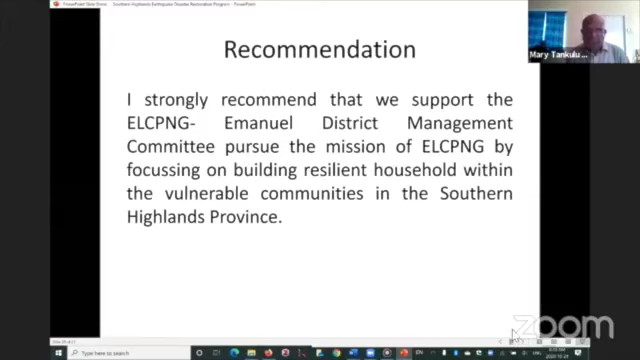 PowerPoint Slide Show - Southern Highlands Earthquake Disaster Restoration Program - PowerPoint
Mary Tankulu ...
Recommendation
I strongly recommend that we support the
ELCPNG- Emanuel District Management
Committee pursue the mission of ELCPNG by
focussing on building resilient household within
the vulnerable communities in the Southern
Highlands Province.
zoom
Type here to search